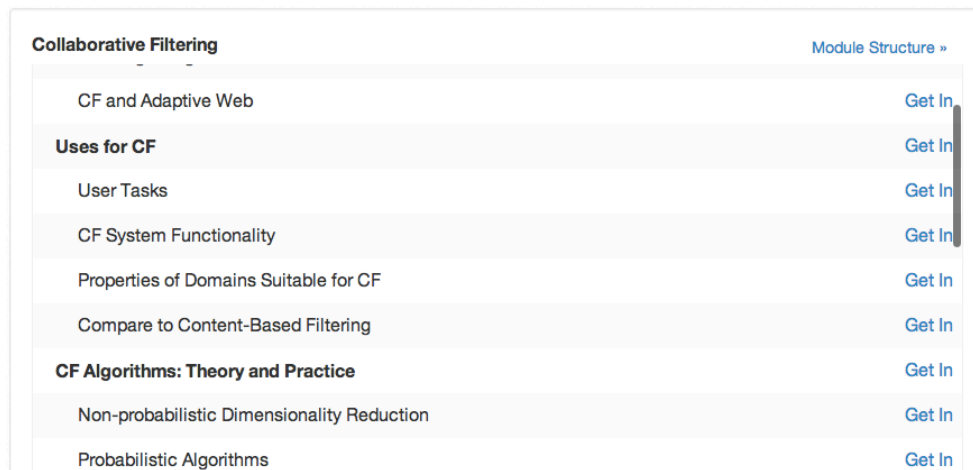 Collaborative Filtering Module Structure »
CF and Adaptive Web Get In
Uses for CF Get In
User Tasks Get In
CF System Functionality Get In
Properties of Domains Suitable for CF Get In
Compare to Content-Based Filtering Get In
CF Algorithms: Theory and Practice Get In
Non-probabilistic Dimensionality Reduction Get In
Probabilistic Algorithms Get In